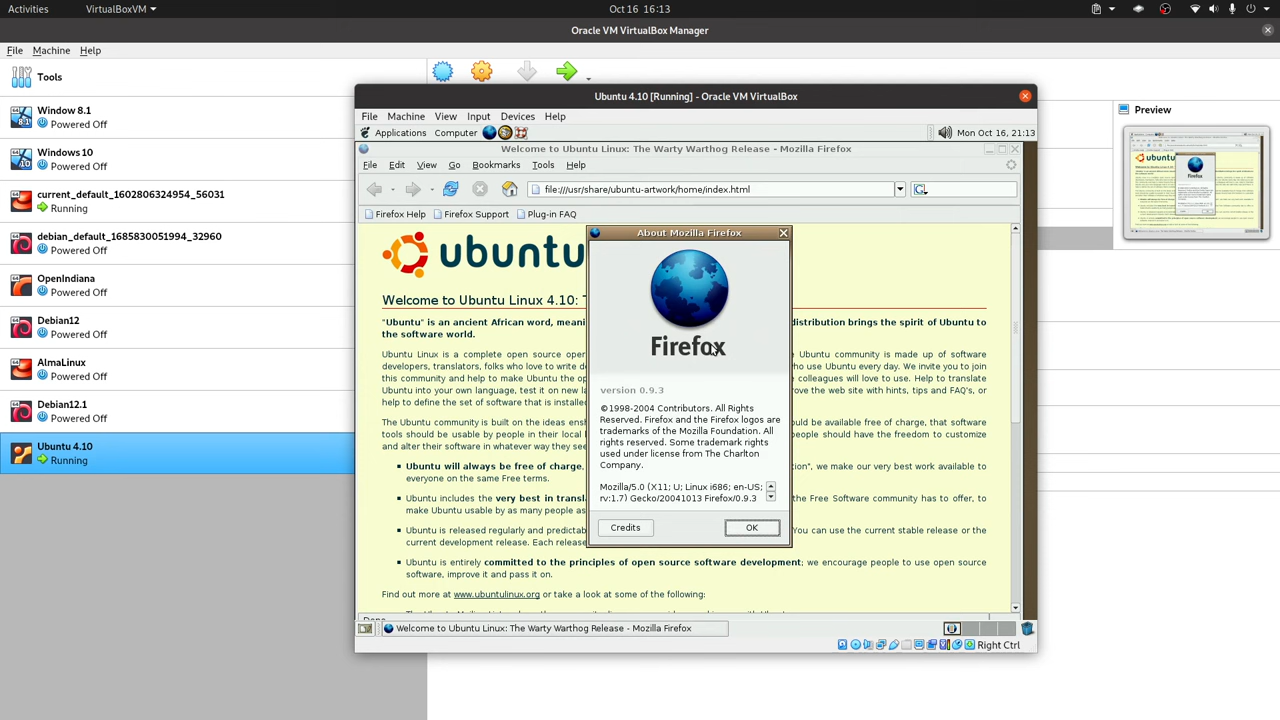 Activities VirtualBoxVM Oct 16 16:13
Oracle VM VirtualBox Manager
File Machine Help
Tools
Window 8.1
Powered Off
Windows 10
Powered Off
current_default_1602806324954_56031
Running
debian_default_1685830051994_32960
Powered Off
OpenIndiana
Powered Off
Debian12
Powered Off
AlmaLinux
Powered Off
Debian12.1
Powered Off
Ubuntu 4.10
Running
Preview
Ubuntu 4.10 [Running] - Oracle VM VirtualBox
File Machine View Input Devices Help
Applications Computer Mon Oct 16, 21:13
Welcome to Ubuntu Linux: The Warty Warthog Release - Mozilla Firefox
File Edit View Go Bookmarks Tools Help
file:///usr/share/ubuntu-artwork/home/index.html
Firefox Help Firefox Support Plug-in FAQ
ubuntu
Welcome to Ubuntu Linux 4.10:
"Ubuntu" is an ancient African word, distribution brings the spirit of Ubuntu to
the software world.
Ubuntu Linux is a complete open source Ubuntu community is made up of software
developers, translators, folks who love to write who use Ubuntu every day. We invite you to join
this community and help to make Ubuntu the colleagues will love to use. Help to translate
Ubuntu into your own language, test it on new the web site with hints, tips and FAQ's, or
help to define the set of software that is
The Ubuntu community is built on the ideas be available free of charge, that software
tools should be usable by people in their local people should have the freedom to customize
and alter their software in whatever way they
Ubuntu will always be free of charge, we make our very best work available to
everyone on the same Free terms.
Ubuntu includes the very best in the Free Software community has to offer, to
make Ubuntu usable by as many people as
Ubuntu is released regularly and You can use the current stable release or the
current development release. Each
Ubuntu is entirely committed to the principles of open source software development; we encourage people to use open source
software, improve it and pass it on.
Find out more at www.ubuntulinux.org or take a look at some of the following:
About Mozilla Firefox
Firefox
version 0.9.3
©1998-2004 Contributors. All Rights
Reserved. Firefox and the Firefox logos are
trademarks of the Mozilla Foundation. All
rights reserved. Some trademark rights
used under license from The Charlton
Company.
Mozilla/5.0 (X11; U; Linux i686; en-US;
rv:1.7) Gecko/20041013 Firefox/0.9.3
Credits OK
Welcome to Ubuntu Linux: The Warty Warthog Release - Mozilla Firefox
Right Ctrl